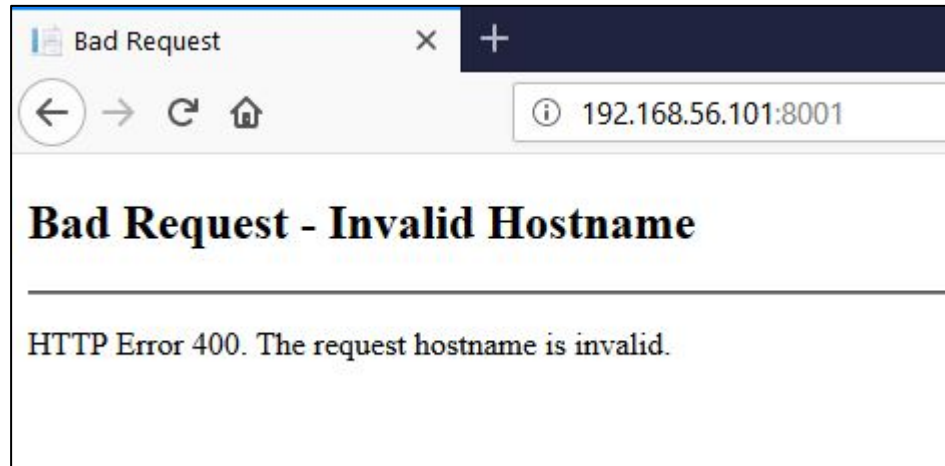 Bad Request
192.168.56.101:8001
Bad Request - Invalid Hostname
HTTP Error 400. The request hostname is invalid.